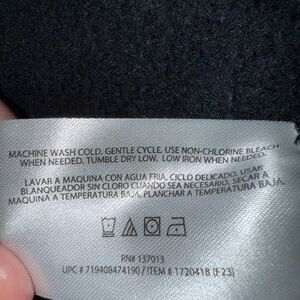 MACHINE WASH COLD, GENTLE CYCLE. USE NON-CHLORINE BLEACH
WHEN NEEDED. TUMBLE DRY LOW. LOW IRON WHEN NEEDED.
LAVAR A MAQUINA CON AGUA FRIA, CICLO DELICADO, USAR
BLANQUEADOR SIN CLORO CUANDO SEA NECESARIO, SECAR A
MAQUINA A TEMPERATURA BAJA, PLANCHAR A TEMPERATURA BAJA.
RN# 137013
UPC # 719408474190 / ITEM # 1720418 (F23)